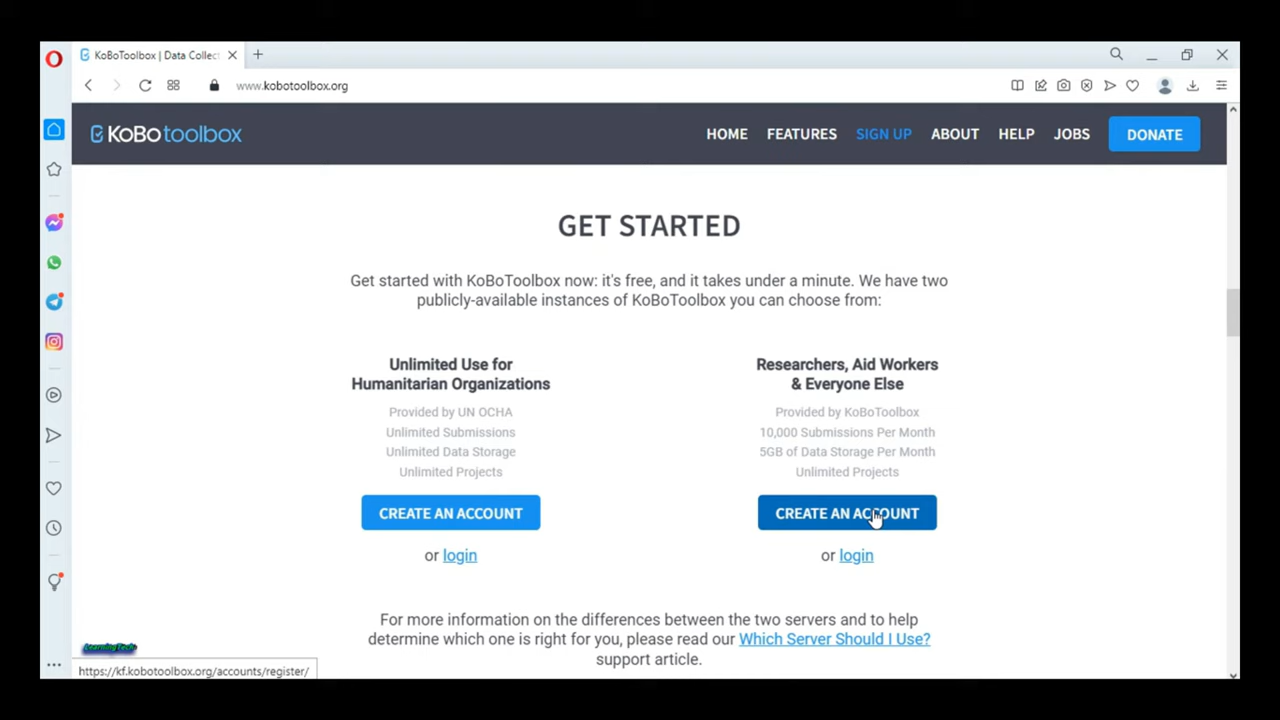 KoBoToolbox | Data Collect
www.kobotoolbox.org
KoBo toolbox
HOME FEATURES SIGN UP ABOUT HELP JOBS DONATE
GET STARTED
Get started with KoBoToolbox now: it's free, and it takes under a minute. We have two
publicly-available instances of KoBoToolbox you can choose from:
Unlimited Use for
Humanitarian Organizations
Provided by UN OCHA
Unlimited Submissions
Unlimited Data Storage
Unlimited Projects
CREATE AN ACCOUNT
or login
Researchers, Aid Workers
& Everyone Else
Provided by KoBoToolbox
10,000 Submissions Per Month
5GB of Data Storage Per Month
Unlimited Projects
CREATE AN ACCOUNT
or login
For more information on the differences between the two servers and to help
determine which one is right for you, please read our Which Server Should I Use?
support article.
Learning Tech
https://kf.kobotoolbox.org/accounts/register/